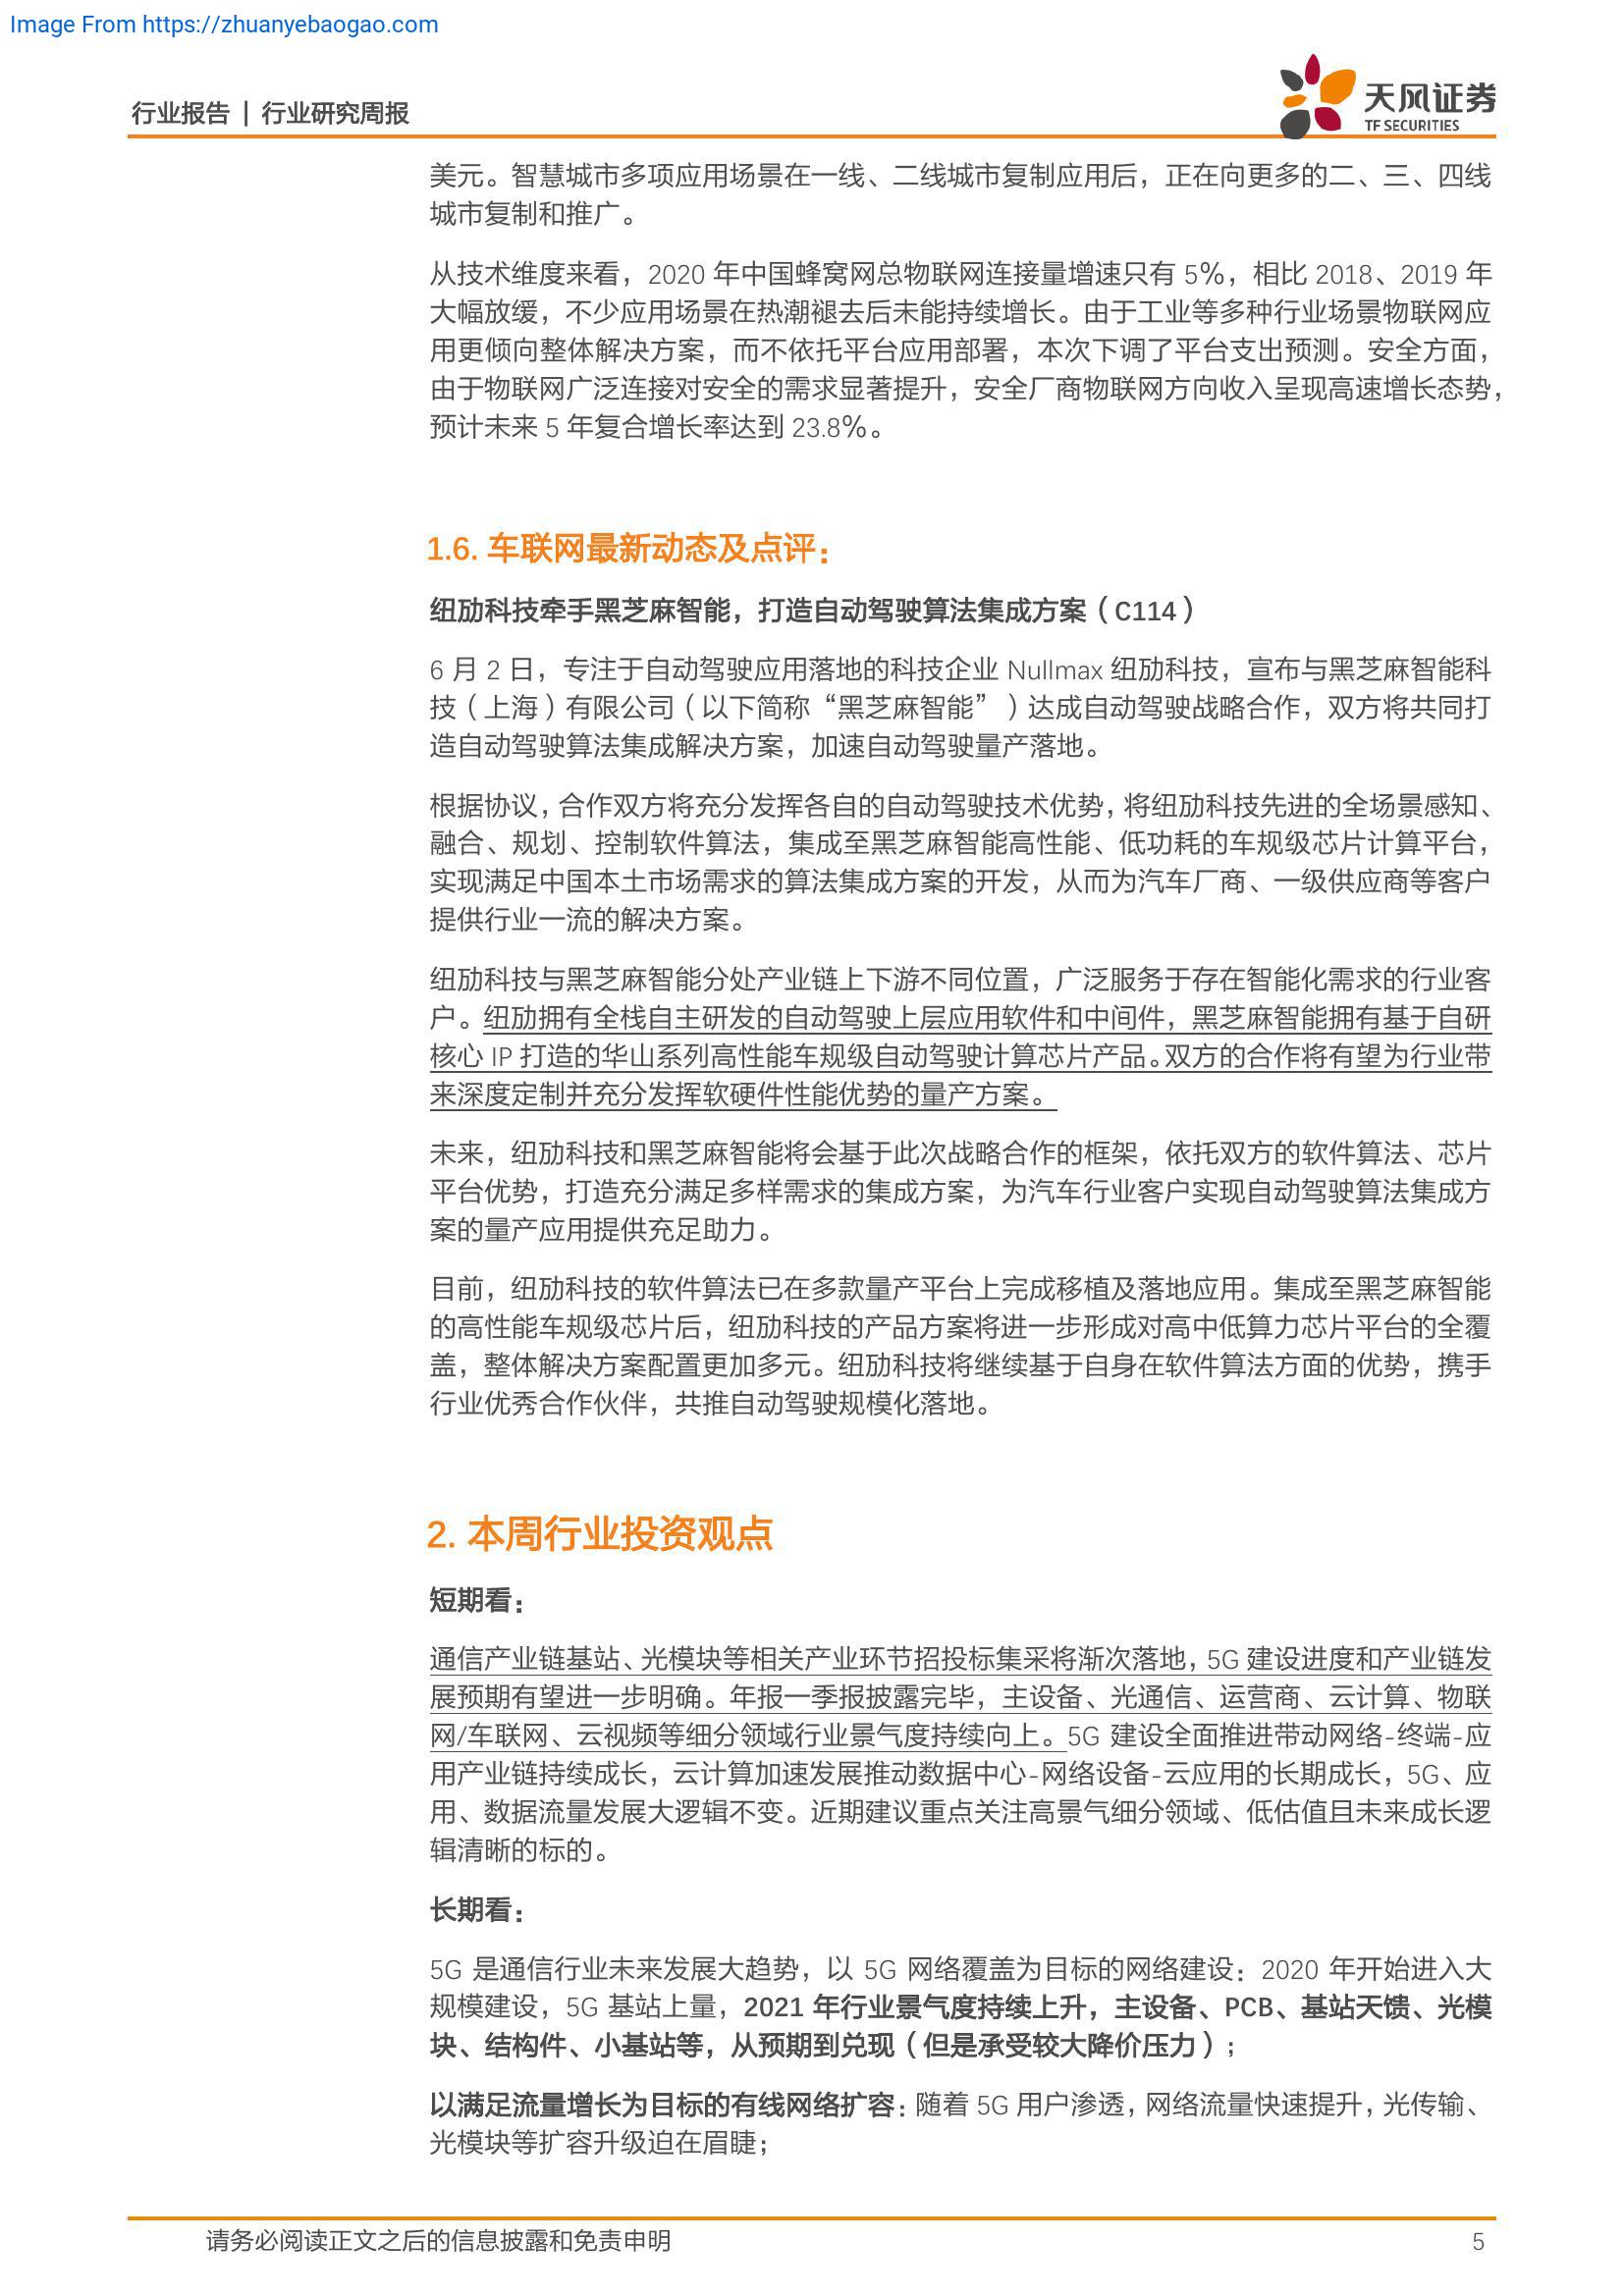 Image From https://zhuanyebaogao.com
行业报告 | 行业研究周报
天风证券
TF SECURITIES
美元。智慧城市多项应用场景在一线、二线城市复制应用后，正在向更多的二、三、四线
城市复制和推广。
从技术维度来看，2020 年中国蜂窝网总物联网连接量增速只有 5%，相比 2018、2019 年
大幅放缓，不少应用场景在热潮褪去后未能持续增长。由于工业等多种行业场景物联网应
用更倾向整体解决方案，而不依托平台应用部署，本次下调了平台支出预测。安全方面，
由于物联网广泛连接对安全的需求显著提升，安全厂商物联网方向收入呈现高速增长态势，
预计未来 5 年复合增长率达到 23.8%。
1.6. 车联网最新动态及点评：
纽劢科技牵手黑芝麻智能，打造自动驾驶算法集成方案（C114）
6 月 2 日，专注于自动驾驶应用落地的科技企业 Nullmax 纽劢科技，宣布与黑芝麻智能科
技（上海）有限公司（以下简称“黑芝麻智能”）达成自动驾驶战略合作，双方将共同打
造自动驾驶算法集成解决方案，加速自动驾驶量产落地。
根据协议，合作双方将充分发挥各自的自动驾驶技术优势，将纽劢科技先进的全场景感知、
融合、规划、控制软件算法，集成至黑芝麻智能高性能、低功耗的车规级芯片计算平台，
实现满足中国本土市场需求的算法集成方案的开发，从而为汽车厂商、一级供应商等客户
提供行业一流的解决方案。
纽劢科技与黑芝麻智能分处产业链上下游不同位置，广泛服务于存在智能化需求的行业客
户。纽劢拥有全栈自主研发的自动驾驶上层应用软件和中间件，黑芝麻智能拥有基于自研
核心 IP 打造的华山系列高性能车规级自动驾驶计算芯片产品。双方的合作将有望为行业带
来深度定制并充分发挥软硬件性能优势的量产方案。
未来，纽劢科技和黑芝麻智能将会基于此次战略合作的框架，依托双方的软件算法、芯片
平台优势，打造充分满足多样需求的集成方案，为汽车行业客户实现自动驾驶算法集成方
案的量产应用提供充足助力。
目前，纽劢科技的软件算法已在多款量产平台上完成移植及落地应用。集成至黑芝麻智能
的高性能车规级芯片后，纽劢科技的产品方案将进一步形成对高中低算力芯片平台的全覆
盖，整体解决方案配置更加多元。纽劢科技将继续基于自身在软件算法方面的优势，携手
行业优秀合作伙伴，共推自动驾驶规模化落地。
2. 本周行业投资观点
短期看：
通信产业链基站、光模块等相关产业环节招投标集采将渐次落地，5G 建设进度和产业链发
展预期有望进一步明确。年报一季报披露完毕，主设备、光通信、运营商、云计算、物联
网/车联网、云视频等细分领域行业景气度持续向上。5G 建设全面推进带动网络-终端-应
用产业链持续成长，云计算加速发展推动数据中心-网络设备-云应用的长期成长，5G、应
用、数据流量发展大逻辑不变。近期建议重点关注高景气细分领域、低估值且未来成长逻
辑清晰的标的。
长期看：
5G 是通信行业未来发展大趋势，以 5G 网络覆盖为目标的网络建设：2020 年开始进入大
规模建设，5G 基站上量，2021 年行业景气度持续上升，主设备、PCB、基站天馈、光模
块、结构件、小基站等，从预期到兑现（但是承受较大降价压力）；
以满足流量增长为目标的有线网络扩容：随着 5G 用户渗透，网络流量快速提升，光传输、
光模块等扩容升级迫在眉睫；
请务必阅读正文之后的信息披露和免责申明
5